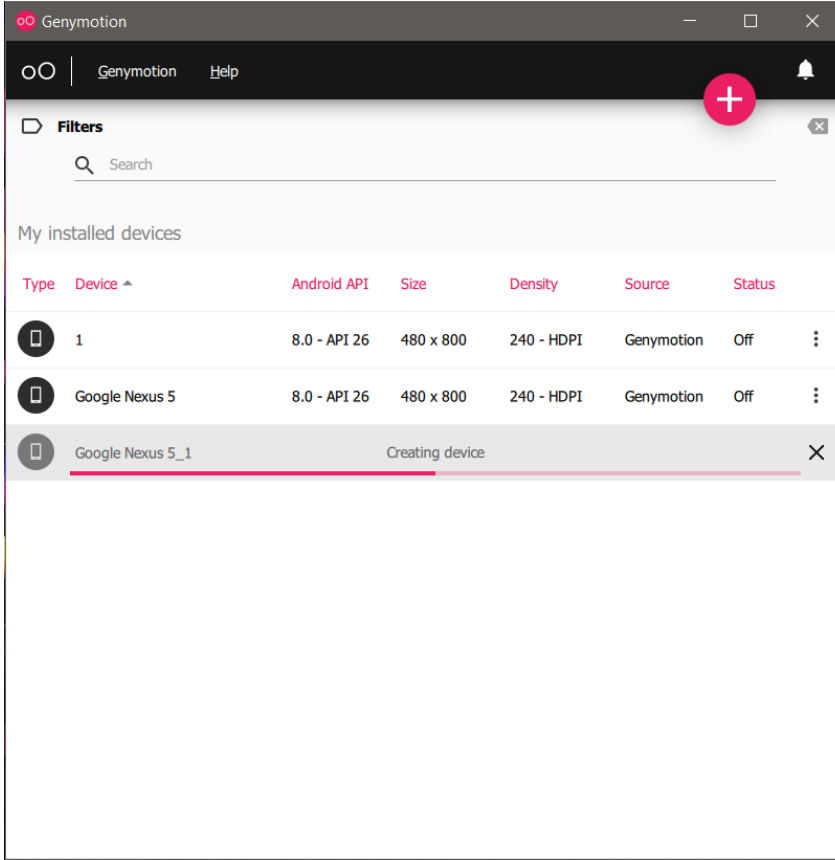 oO Genymotion
oO Genymotion Help
Filters
Search
My installed devices
Type Device Android API Size Density Source Status
1 8.0 - API 26 480 x 800 240 - HDPI Genymotion Off
Google Nexus 5 8.0 - API 26 480 x 800 240 - HDPI Genymotion Off
Google Nexus 5_1 Creating device